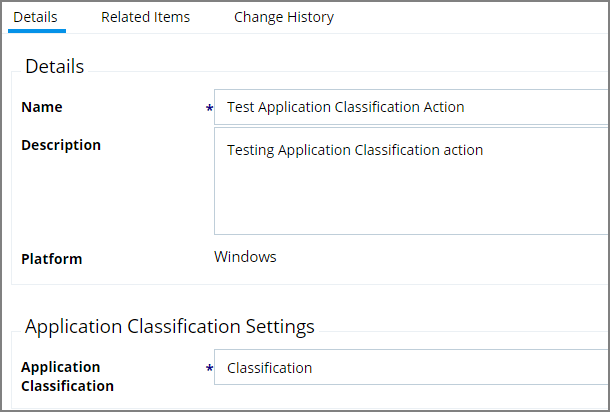 Details Related Items Change History
Details
Name * Test Application Classification Action
Description Testing Application Classification action
Platform Windows
Application Classification Settings
Application
Classification * Classification